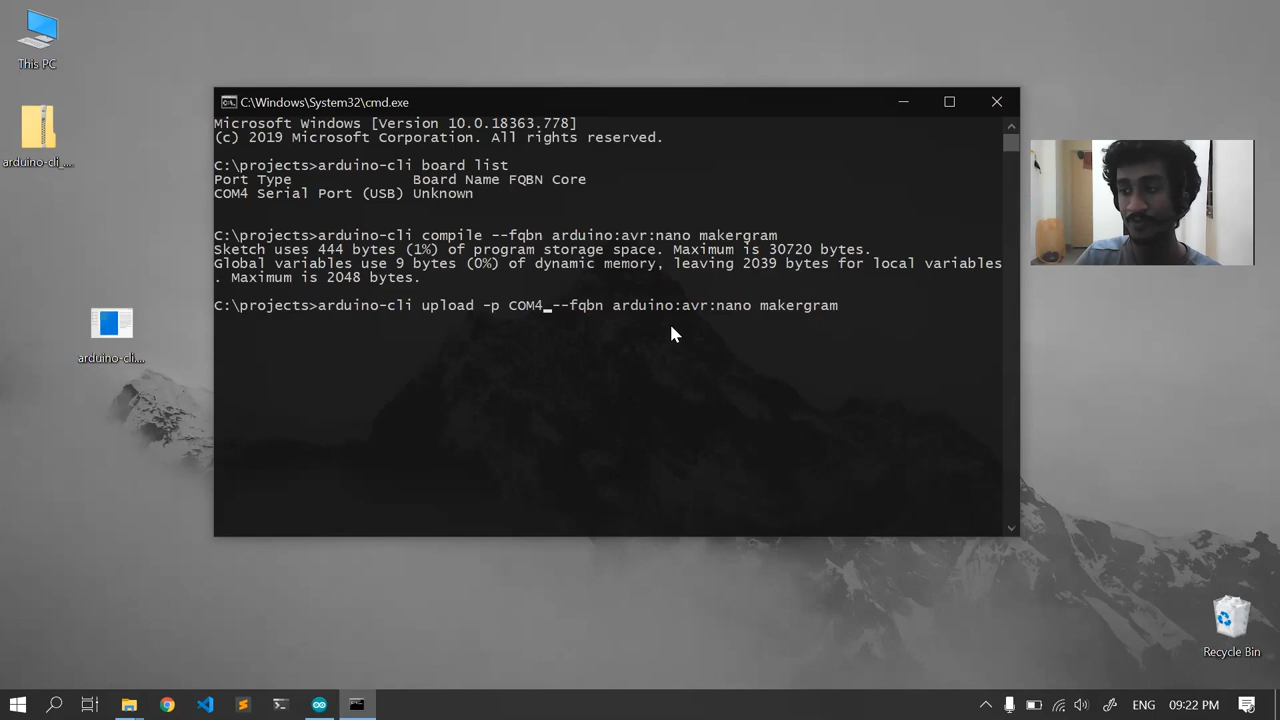 This PC
arduino-cli_...
arduino-cli....
C:\Windows\System32\cmd.exe
Microsoft Windows [Version 10.0.18363.778]
(c) 2019 Microsoft Corporation. All rights reserved.
C:\projects>arduino-cli board list
Port Type Board Name FQBN Core
COM4 Serial Port (USB) Unknown
C:\projects>arduino-cli compile --fqbn arduino:avr:nano makergram
Sketch uses 444 bytes (1%) of program storage space. Maximum is 30720 bytes.
Global variables use 9 bytes (0%) of dynamic memory, leaving 2039 bytes for local variables
. Maximum is 2048 bytes.
C:\projects>arduino-cli upload -p COM4 --fqbn arduino:avr:nano makergram
Recycle Bin
ENG 09:22 PM